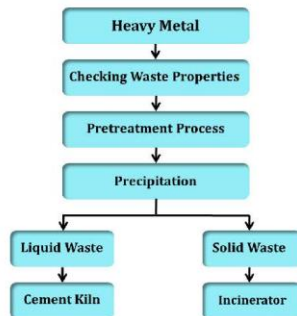 Heavy Metal
Checking Waste Properties
Pretreatment Process
Precipitation
Liquid Waste
Solid Waste
Cement Kiln
Incinerator